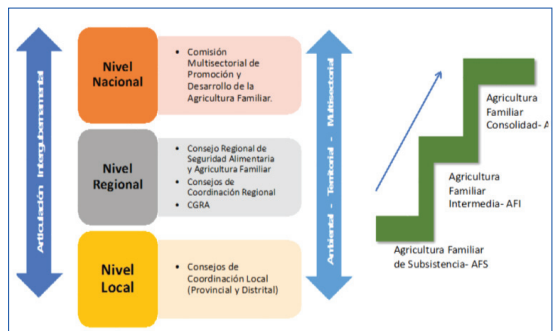 Articulación Intergubernamental
Nivel
Nacional
• Comisión
Multisectorial de
Promoción y
Desarrollo de la
Agricultura Familiar.
Nivel
Regional
• Consejo Regional de
Seguridad Alimentaria
y Agricultura Familiar
• Consejos de
Coordinación Regional
• CGRA
Nivel
Local
• Consejos de
Coordinación Local
(Provincial y Distrital)
Ambiental - Territorial - Multisectorial
Agricultura
Familiar
Consolidad- A
Agricultura
Familiar
Intermedia- AFI
Agricultura Familiar
de Subsistencia- AFS